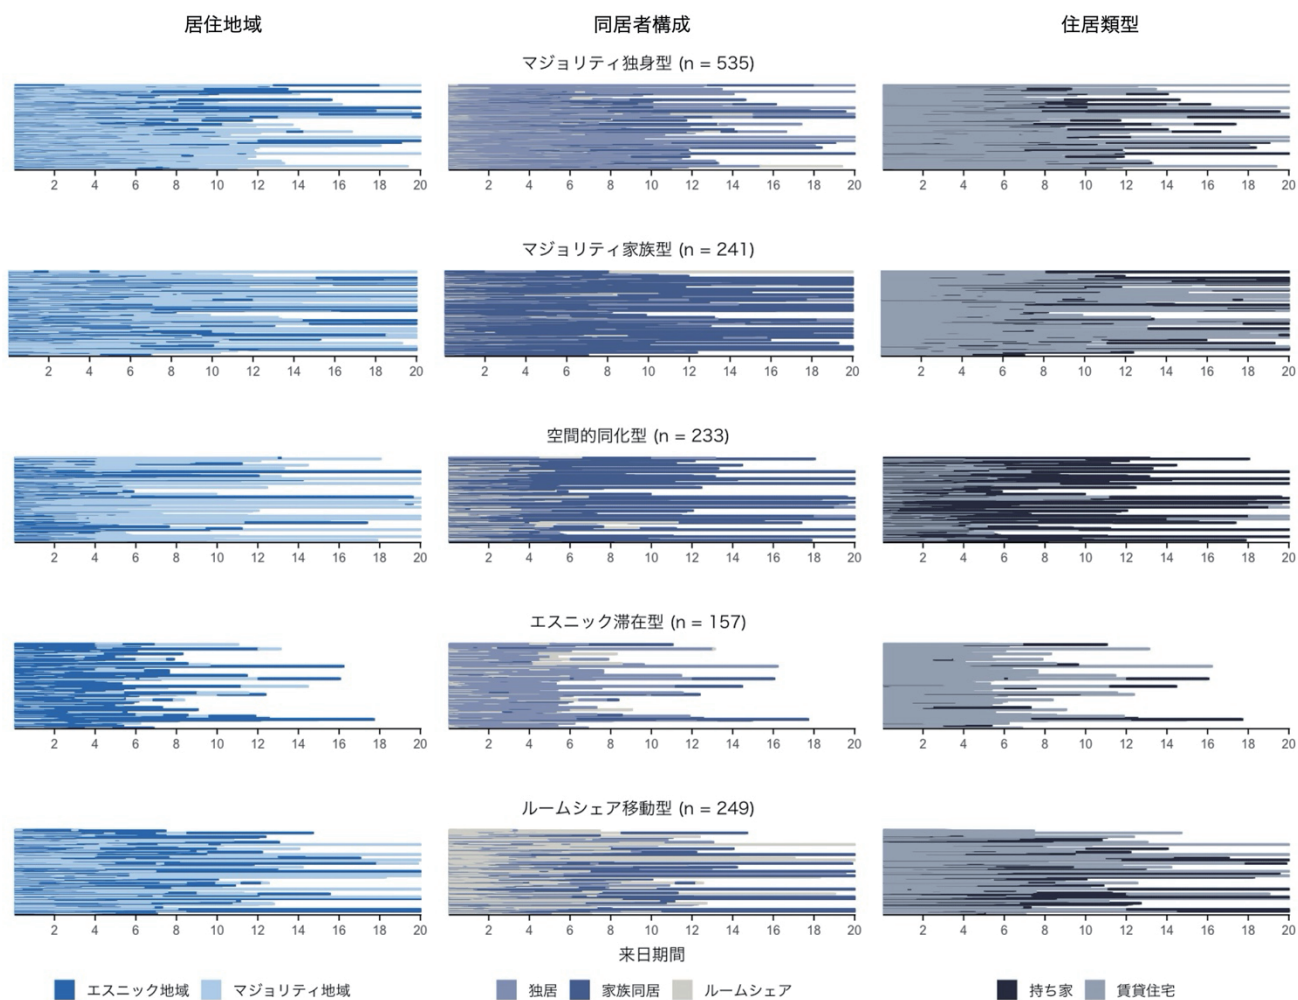 居住地域 同居者構成 住居類型
マジョリティ独身型 (n = 535)
2 4 6 8 10 12 14 16 18 20 2 4 6 8 10 12 14 16 18 20 2 4 6 8 10 12 14 16 18 20
マジョリティ家族型 (n = 241)
2 4 6 8 10 12 14 16 18 20 2 4 6 8 10 12 14 16 18 20 2 4 6 8 10 12 14 16 18 20
空間的同化型 (n = 233)
2 4 6 8 10 12 14 16 18 20 2 4 6 8 10 12 14 16 18 20 2 4 6 8 10 12 14 16 18 20
エスニック滞在型 (n = 157)
2 4 6 8 10 12 14 16 18 20 2 4 6 8 10 12 14 16 18 20 2 4 6 8 10 12 14 16 18 20
ルームシェア移動型 (n = 249)
2 4 6 8 10 12 14 16 18 20 2 4 6 8 10 12 14 16 18 20 2 4 6 8 10 12 14 16 18 20
来日期間
エスニック地域 マジョリティ地域 独居 家族同居 ルームシェア 持ち家 賃貸住宅